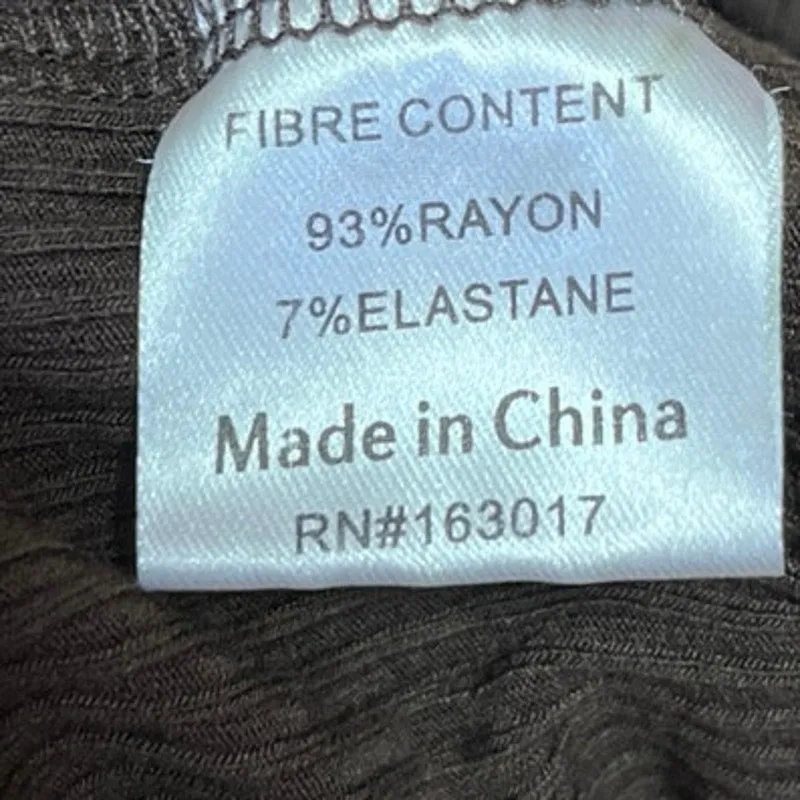 FIBRE CONTENT
93%RAYON
7%ELASTANE
Made in China
RN#163017